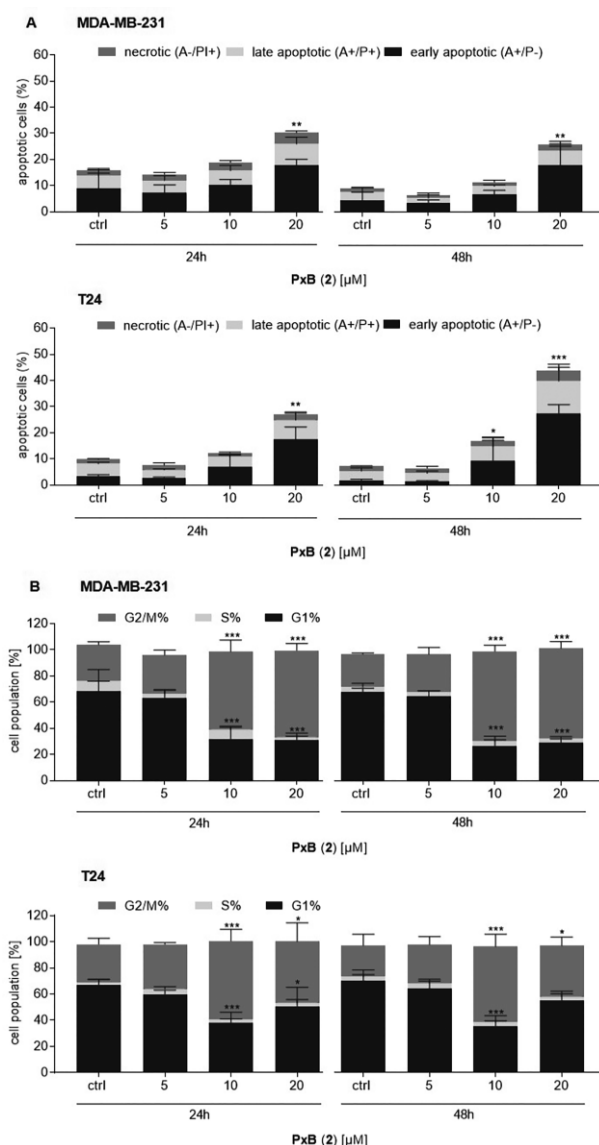 A MDA-MB-231
necrotic (A-/PI+) late apoptotic (A+/P+) early apoptotic (A+/P-)
60
50
40
30
20
10
0
apoptotic cells (%)
** **
ctrl 5 10 20 ctrl 5 10 20
24h 48h
PxB (2) [µM]
T24
necrotic (A-/PI+) late apoptotic (A+/P+) early apoptotic (A+/P-)
60
50
40
30
20
10
0
apoptotic cells (%)
** * ***
ctrl 5 10 20 ctrl 5 10 20
24h 48h
PxB (2) [µM]
B MDA-MB-231
G2/M% S% G1%
120
100
80
60
40
20
0
cell population [%]
*** *** *** ***
*** *** *** ***
ctrl 5 10 20 ctrl 5 10 20
24h 48h
PxB (2) [µM]
T24
G2/M% S% G1%
120
100
80
60
40
20
0
cell population [%]
*** * *** *
*** * ***
ctrl 5 10 20 ctrl 5 10 20
24h 48h
PxB (2) [µM]